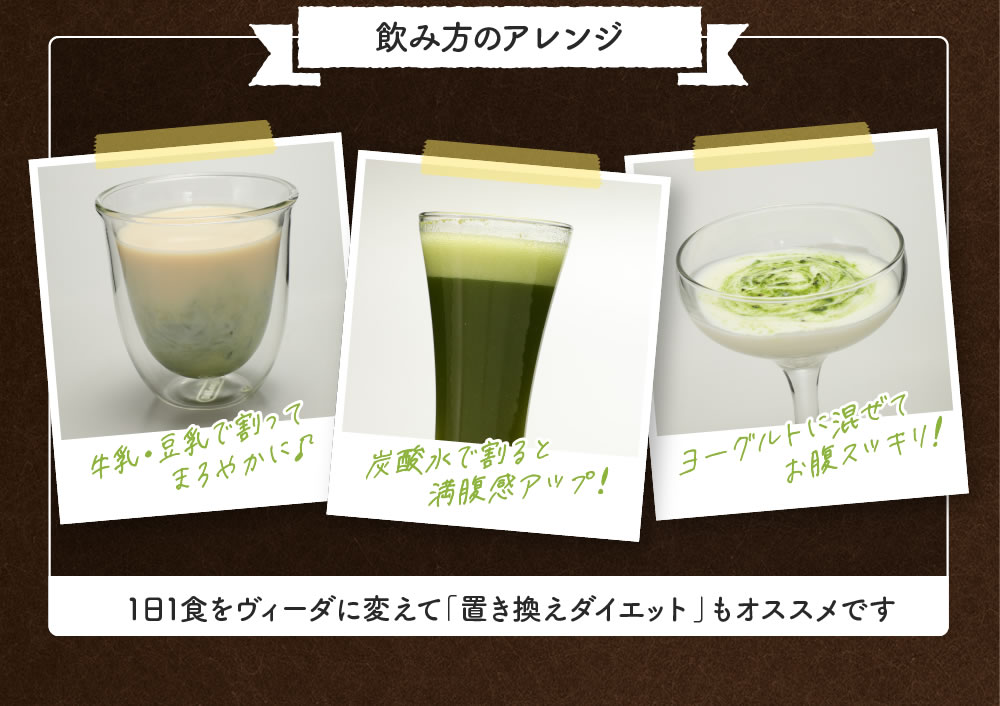 飲み方のアレンジ
牛乳・豆乳で割って
まろやかに♫
炭酸水で割ると
満腹感アップ!
ヨーグルトに混ぜて
お腹スッキリ!
1日1食をヴィーダに変えて「置き換えダイエット」もオススメです